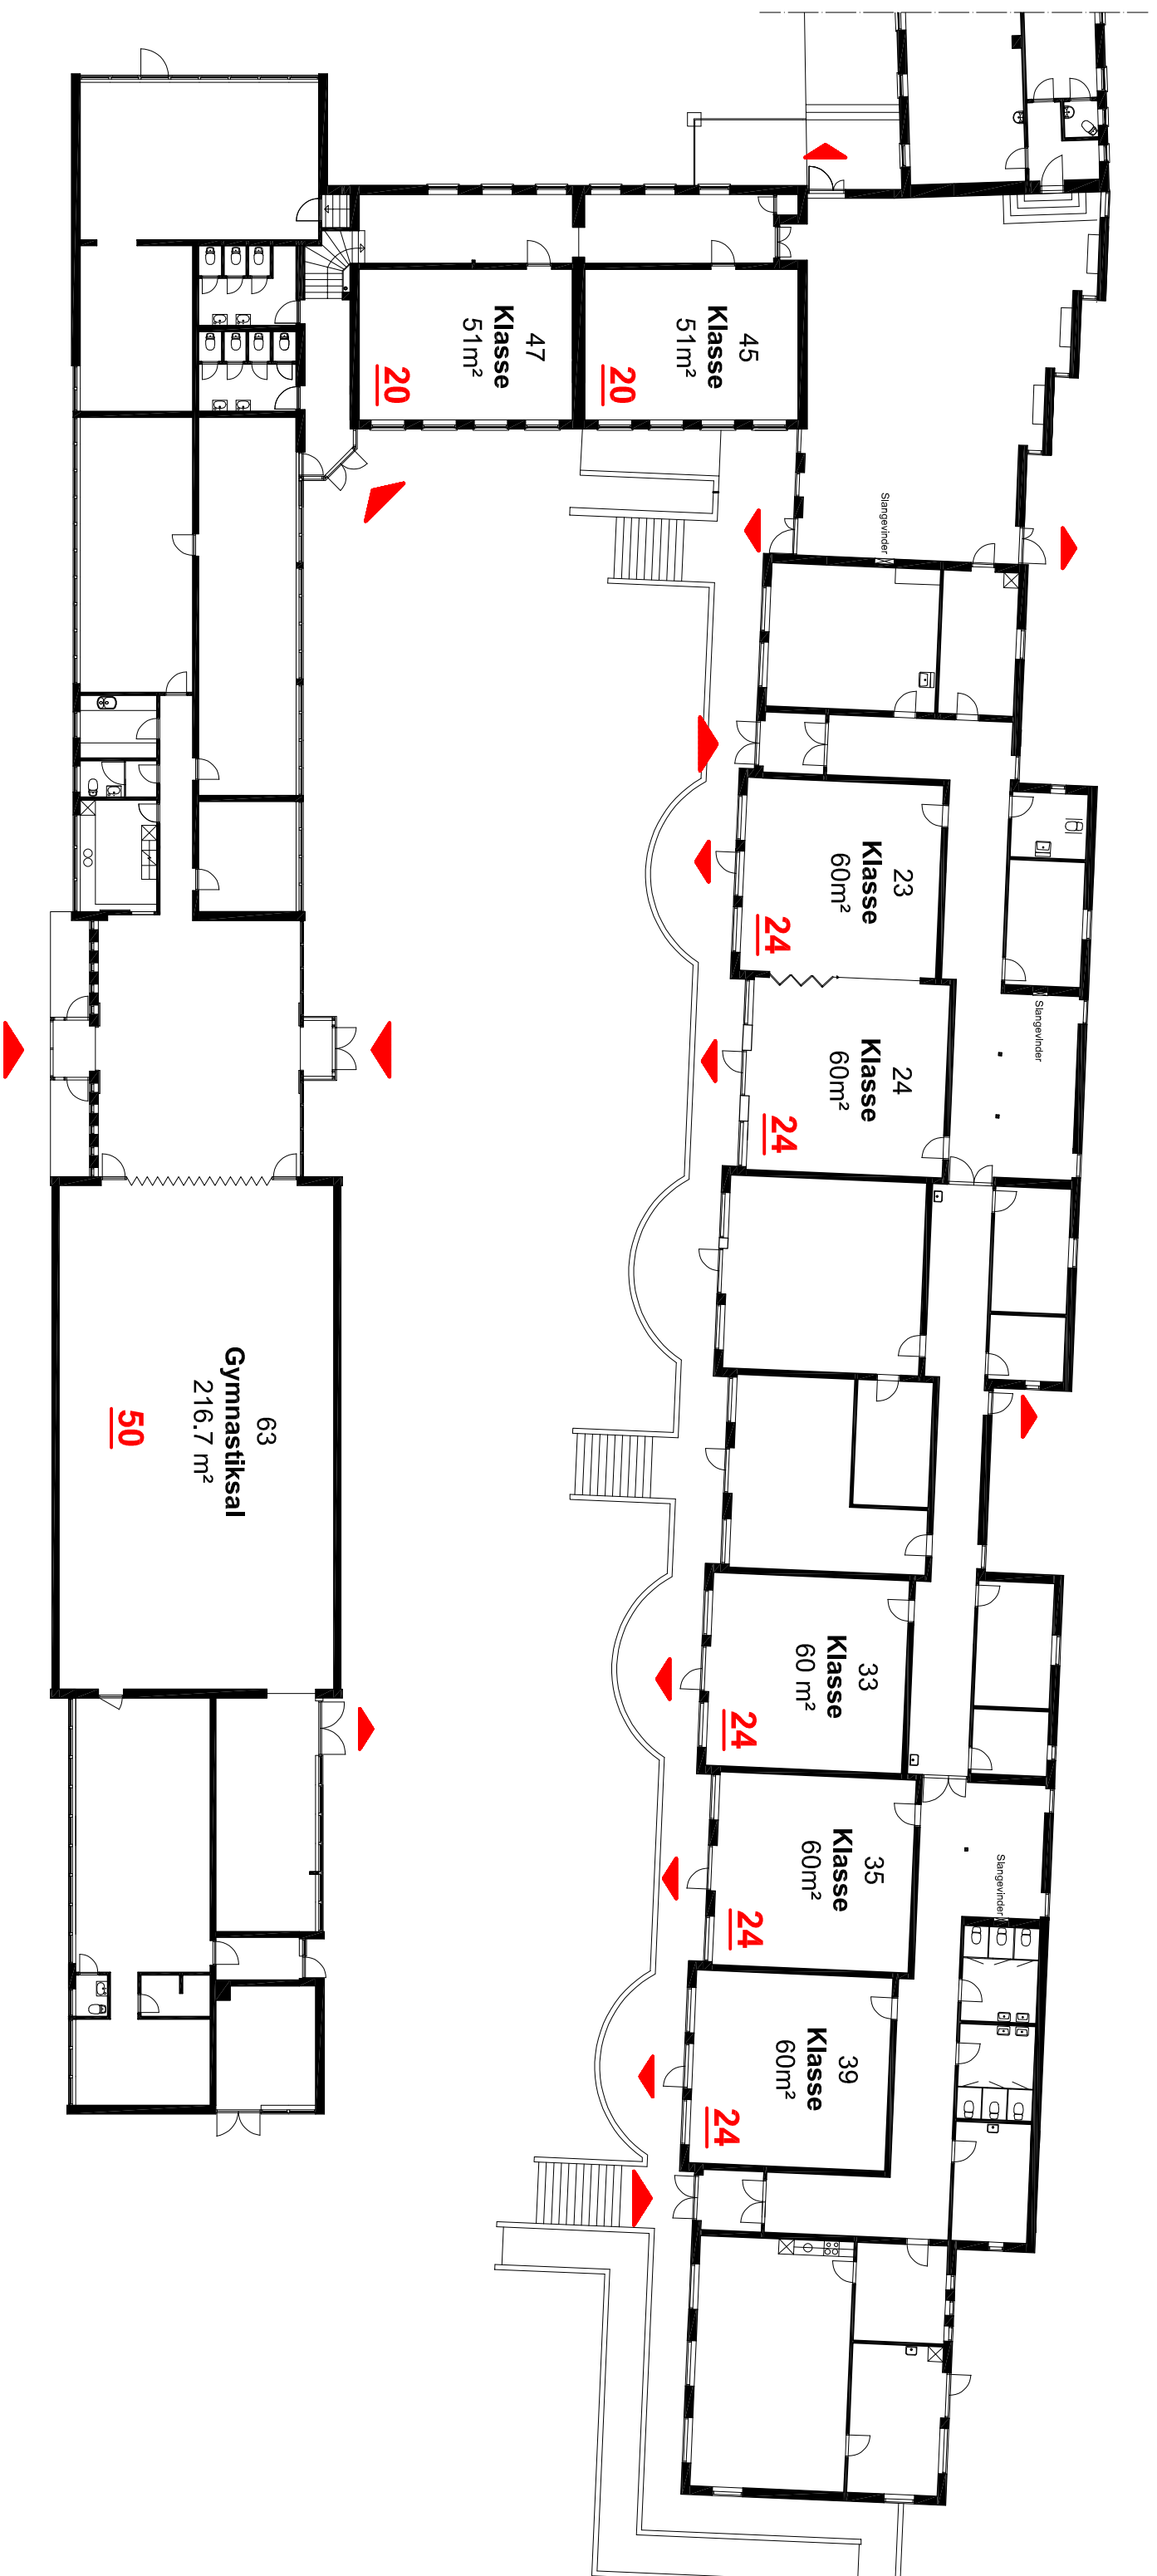 47
Klasse
51m²
20
45
Klasse
51m²
20
Slangevinder
23
Klasse
60m²
24
Slangevinder
24
Klasse
60m²
24
63
Gymnastiksal
216.7 m²
50
33
Klasse
60 m²
24
35
Klasse
60m²
24
Slangevinder
39
Klasse
60m²
24